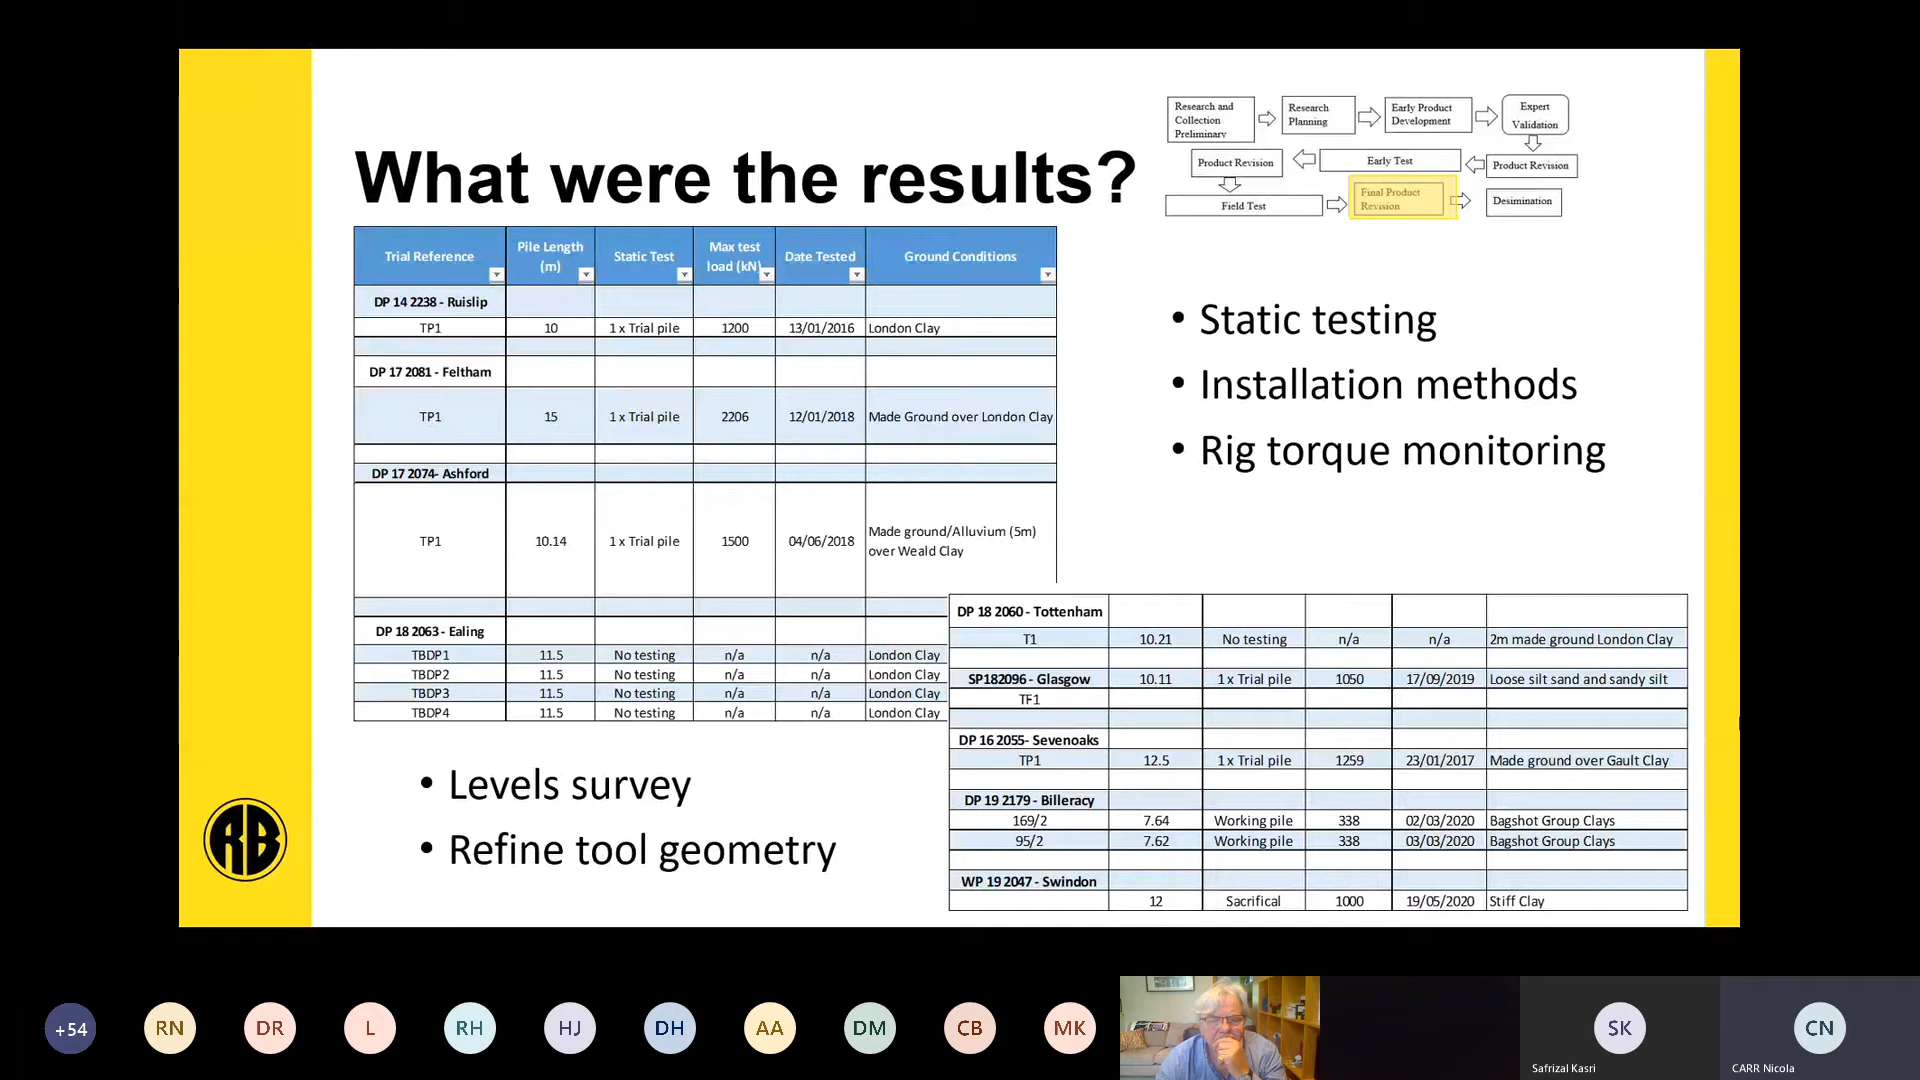 Research and
Collection
Preliminary
Research
Planning
Early Product
Development
Expert
Validation
Product Revision
Early Test
Product Revision
Field Test
Final Product
Revision
Desimination
What were the results?
Trial Reference Pile Length (m) Static Test Max test load (kN) Date Tested Ground Conditions
DP 14 2238 - Ruislip
TP1 10 1 x Trial pile 1200 13/01/2016 London Clay
DP 17 2081 - Feltham
TP1 15 1 x Trial pile 2206 12/01/2018 Made Ground over London Clay
DP 17 2074- Ashford
TP1 10.14 1 x Trial pile 1500 04/06/2018 Made ground/Alluvium (5m)
over Weald Clay
DP 18 2063 - Ealing
TBDP1 11.5 No testing n/a n/a London Clay
TBDP2 11.5 No testing n/a n/a London Clay
TBDP3 11.5 No testing n/a n/a London Clay
TBDP4 11.5 No testing n/a n/a London Clay
• Static testing
• Installation methods
• Rig torque monitoring
DP 18 2060 - Tottenham
T1 10.21 No testing n/a n/a 2m made ground London Clay
SP182096 - Glasgow 10.11 1 x Trial pile 1050 17/09/2019 Loose silt sand and sandy silt
TF1
DP 16 2055- Sevenoaks
TP1 12.5 1 x Trial pile 1259 23/01/2017 Made ground over Gault Clay
DP 19 2179 - Billeracy
169/2 7.64 Working pile 338 02/03/2020 Bagshot Group Clays
95/2 7.62 Working pile 338 03/03/2020 Bagshot Group Clays
WP 19 2047 - Swindon
12 Sacrifical 1000 19/05/2020 Stiff Clay
• Levels survey
• Refine tool geometry
RB
+54 RN DR L RH HJ DH AA DM CB MK SK CN
Safrizal Kasri CARR Nicola